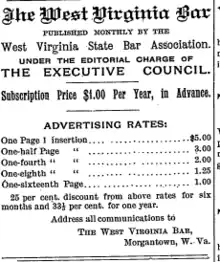 The West Virginia Bar
PUBLISHED MONTHLY BY THE
West Virginia State Bar Association.
UNDER THE EDITORIAL CHARGE OF
THE EXECUTIVE COUNCIL.
Subscription Price $1.00 Per Year, in Advance.
ADVERTISING RATES:
One Page 1 insertion........................$5.00
One-half Page " "........................ 3.00
One-fourth " "........................ 2.00
One-eighth " "........................ 1.25
One-sixteenth Page........................ 1.00
25 per cent. discount from above rates for six
months and 33⅓ per cent. for one year.
Address all communications to
THE WEST VIRGINIA BAR,
Morgantown, W. Va.